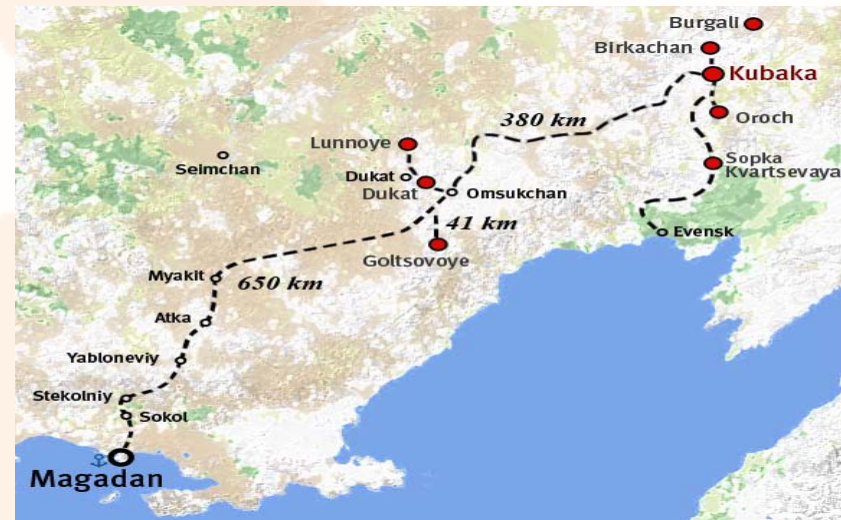 Burgali
Birkachan
Kubaka
380 km
Oroch
Lunnoye
Seimchan
Dukat
Dukat
Omsukchan
Sopka
Kvartsevaya
41 km
Evensk
Goltsovoye
Myakit
650 km
Atka
Yabloneviy
Stekolniy
Sokol
Magadan